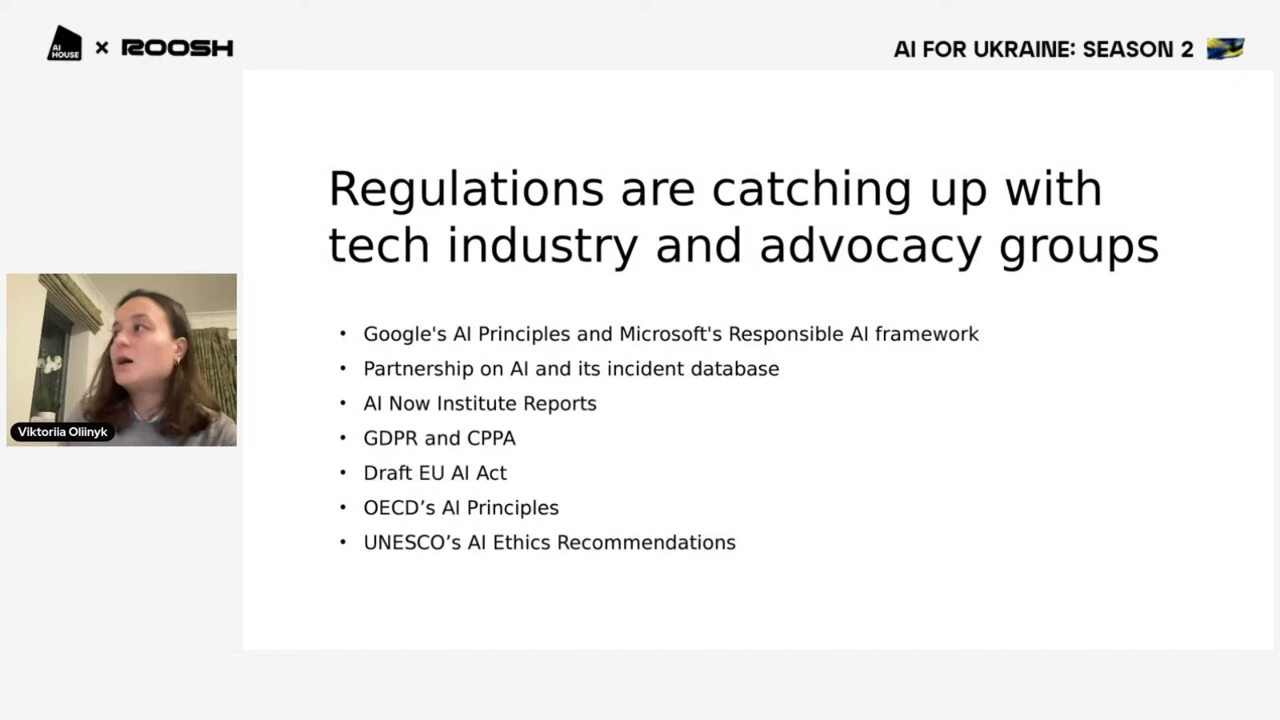 AI
HOUSE
× ROOSH
AI FOR UKRAINE: SEASON 2
Regulations are catching up with
tech industry and advocacy groups
• Google's AI Principles and Microsoft's Responsible AI framework
• Partnership on AI and its incident database
• AI Now Institute Reports
• GDPR and CPPA
• Draft EU AI Act
• OECD’s AI Principles
• UNESCO’s AI Ethics Recommendations
Viktoriia Oliinyk